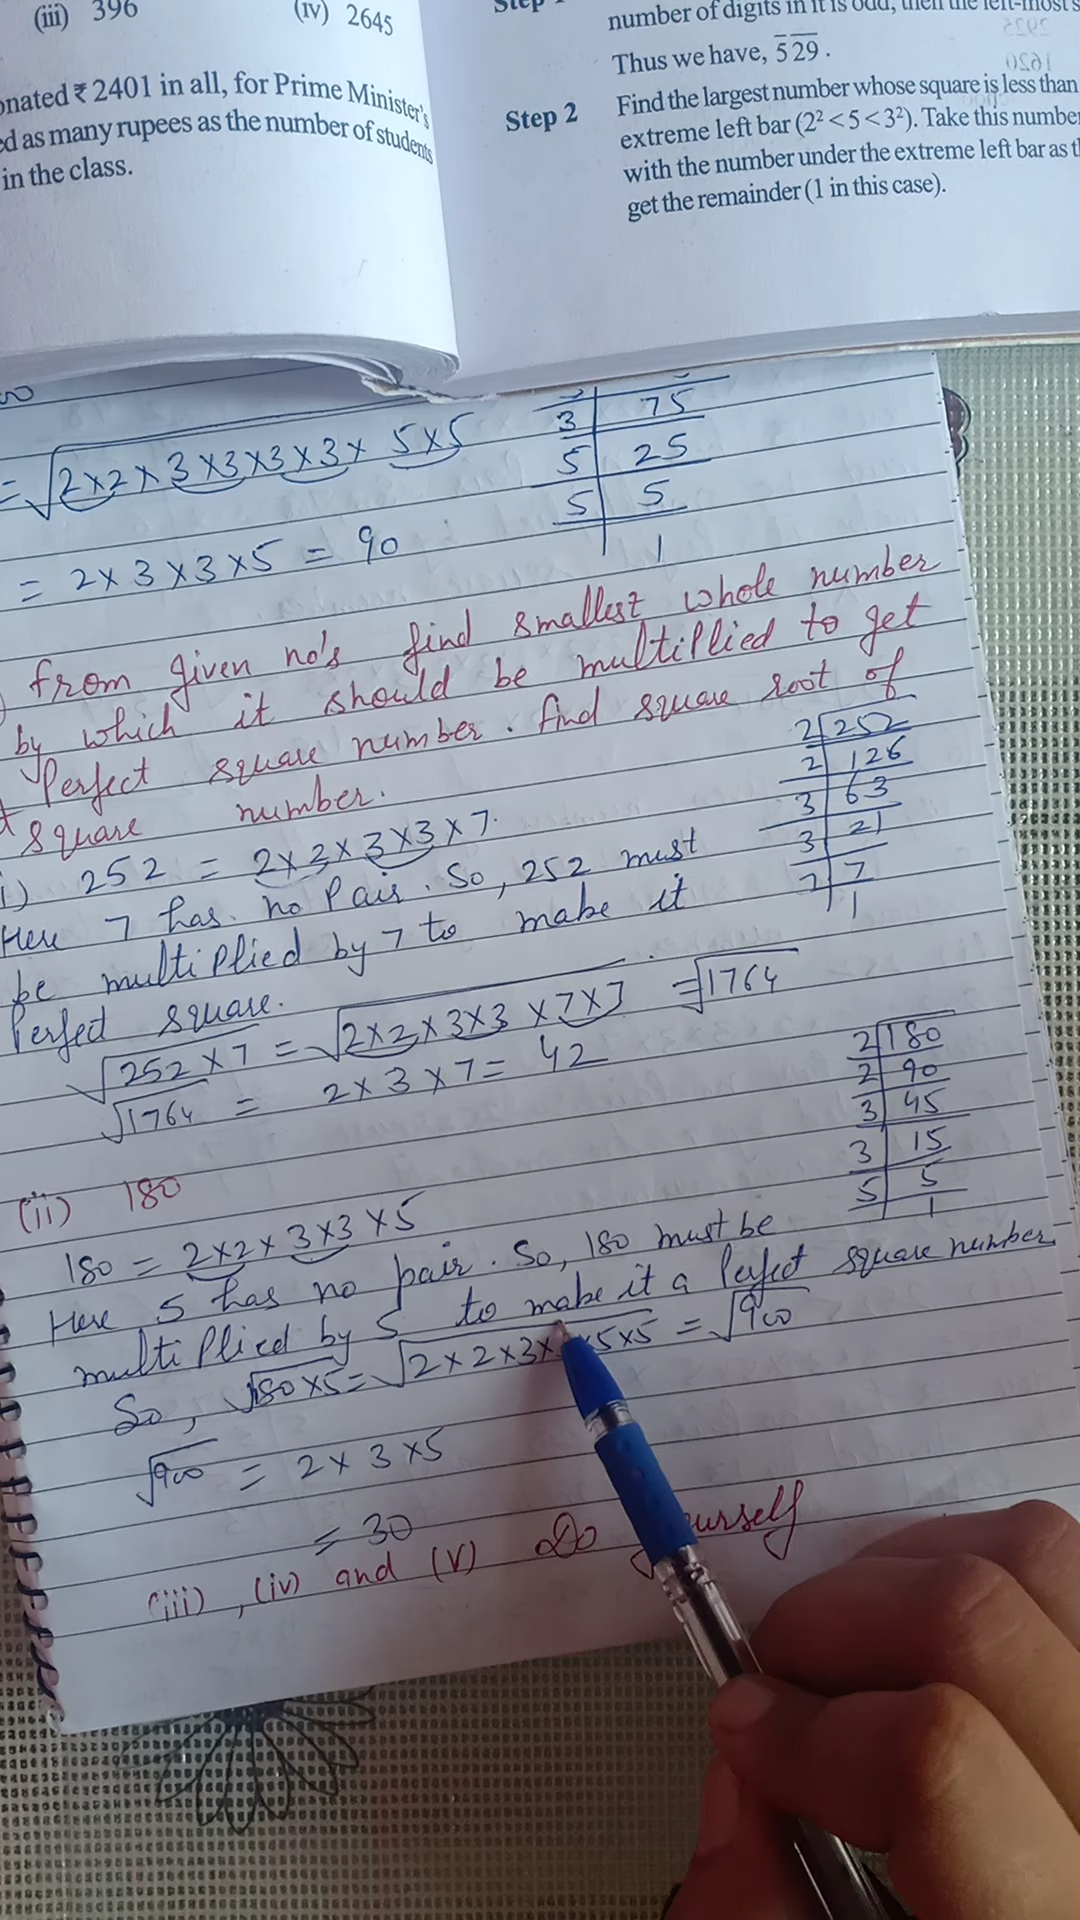 (iii) 396 (iv) 2645
onated ₹ 2401 in all, for Prime Minister's
ed as many rupees as the number of students
in the class.
number of digits in it is odd, then the left-most s
Thus we have, 5 29 .
Step 2 Find the largest number whose square is less than
extreme left bar (2² < 5 < 3²). Take this number
with the number under the extreme left bar as t
get the remainder (1 in this case).
= √2×2×3×3×3×3×5×5
= 2×3×3×5 = 90
3 | 75
5 | 25
5 | 5
1
from given no's find smallest whole number
by which it should be multiplied to get
Perfect square number. find square root of
square number.
i) 252 = 2×2×3×3×7.
2 | 252
2 | 126
3 | 63
3 | 21
7 | 7
1
Here 7 has no Pair. So, 252 must
be multiplied by 7 to make it
Perfect square.
√252×7 = √2×2×3×3×7×7 = √1764
√1764 = 2×3×7 = 42
(ii) 180
2 | 180
2 | 90
3 | 45
3 | 15
5 | 5
1
180 = 2×2×3×3×5
Here 5 has no pair. So, 180 must be
multiplied by 5 to make it a Perfect square number
So, √180×5 = √2×2×3× ×5×5 = √900
√900 = 2×3×5
= 30
(iii), (iv) and (v) Do yourself